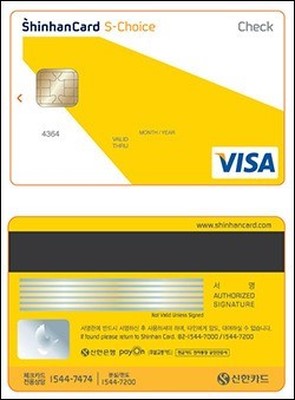 ShinhanCard S-Choice
Check
4364
MONTH / YEAR
VALID
THRU
VISA
www.shinhancard.com
서 명
AUTHORIZED
SIGNATURE
Not Valid Unless Signed
서명란에 반드시 서명하신 후 사용하셔야 하며, 타인에게 양도, 대여하실 수 없습니다.
If found please return to Shinhan Card. 82-1544-7000 / 1544-7200
신한은행 payOn
체크카드
전용상담 1544-7474
분실/한도
1544-7200
신한카드